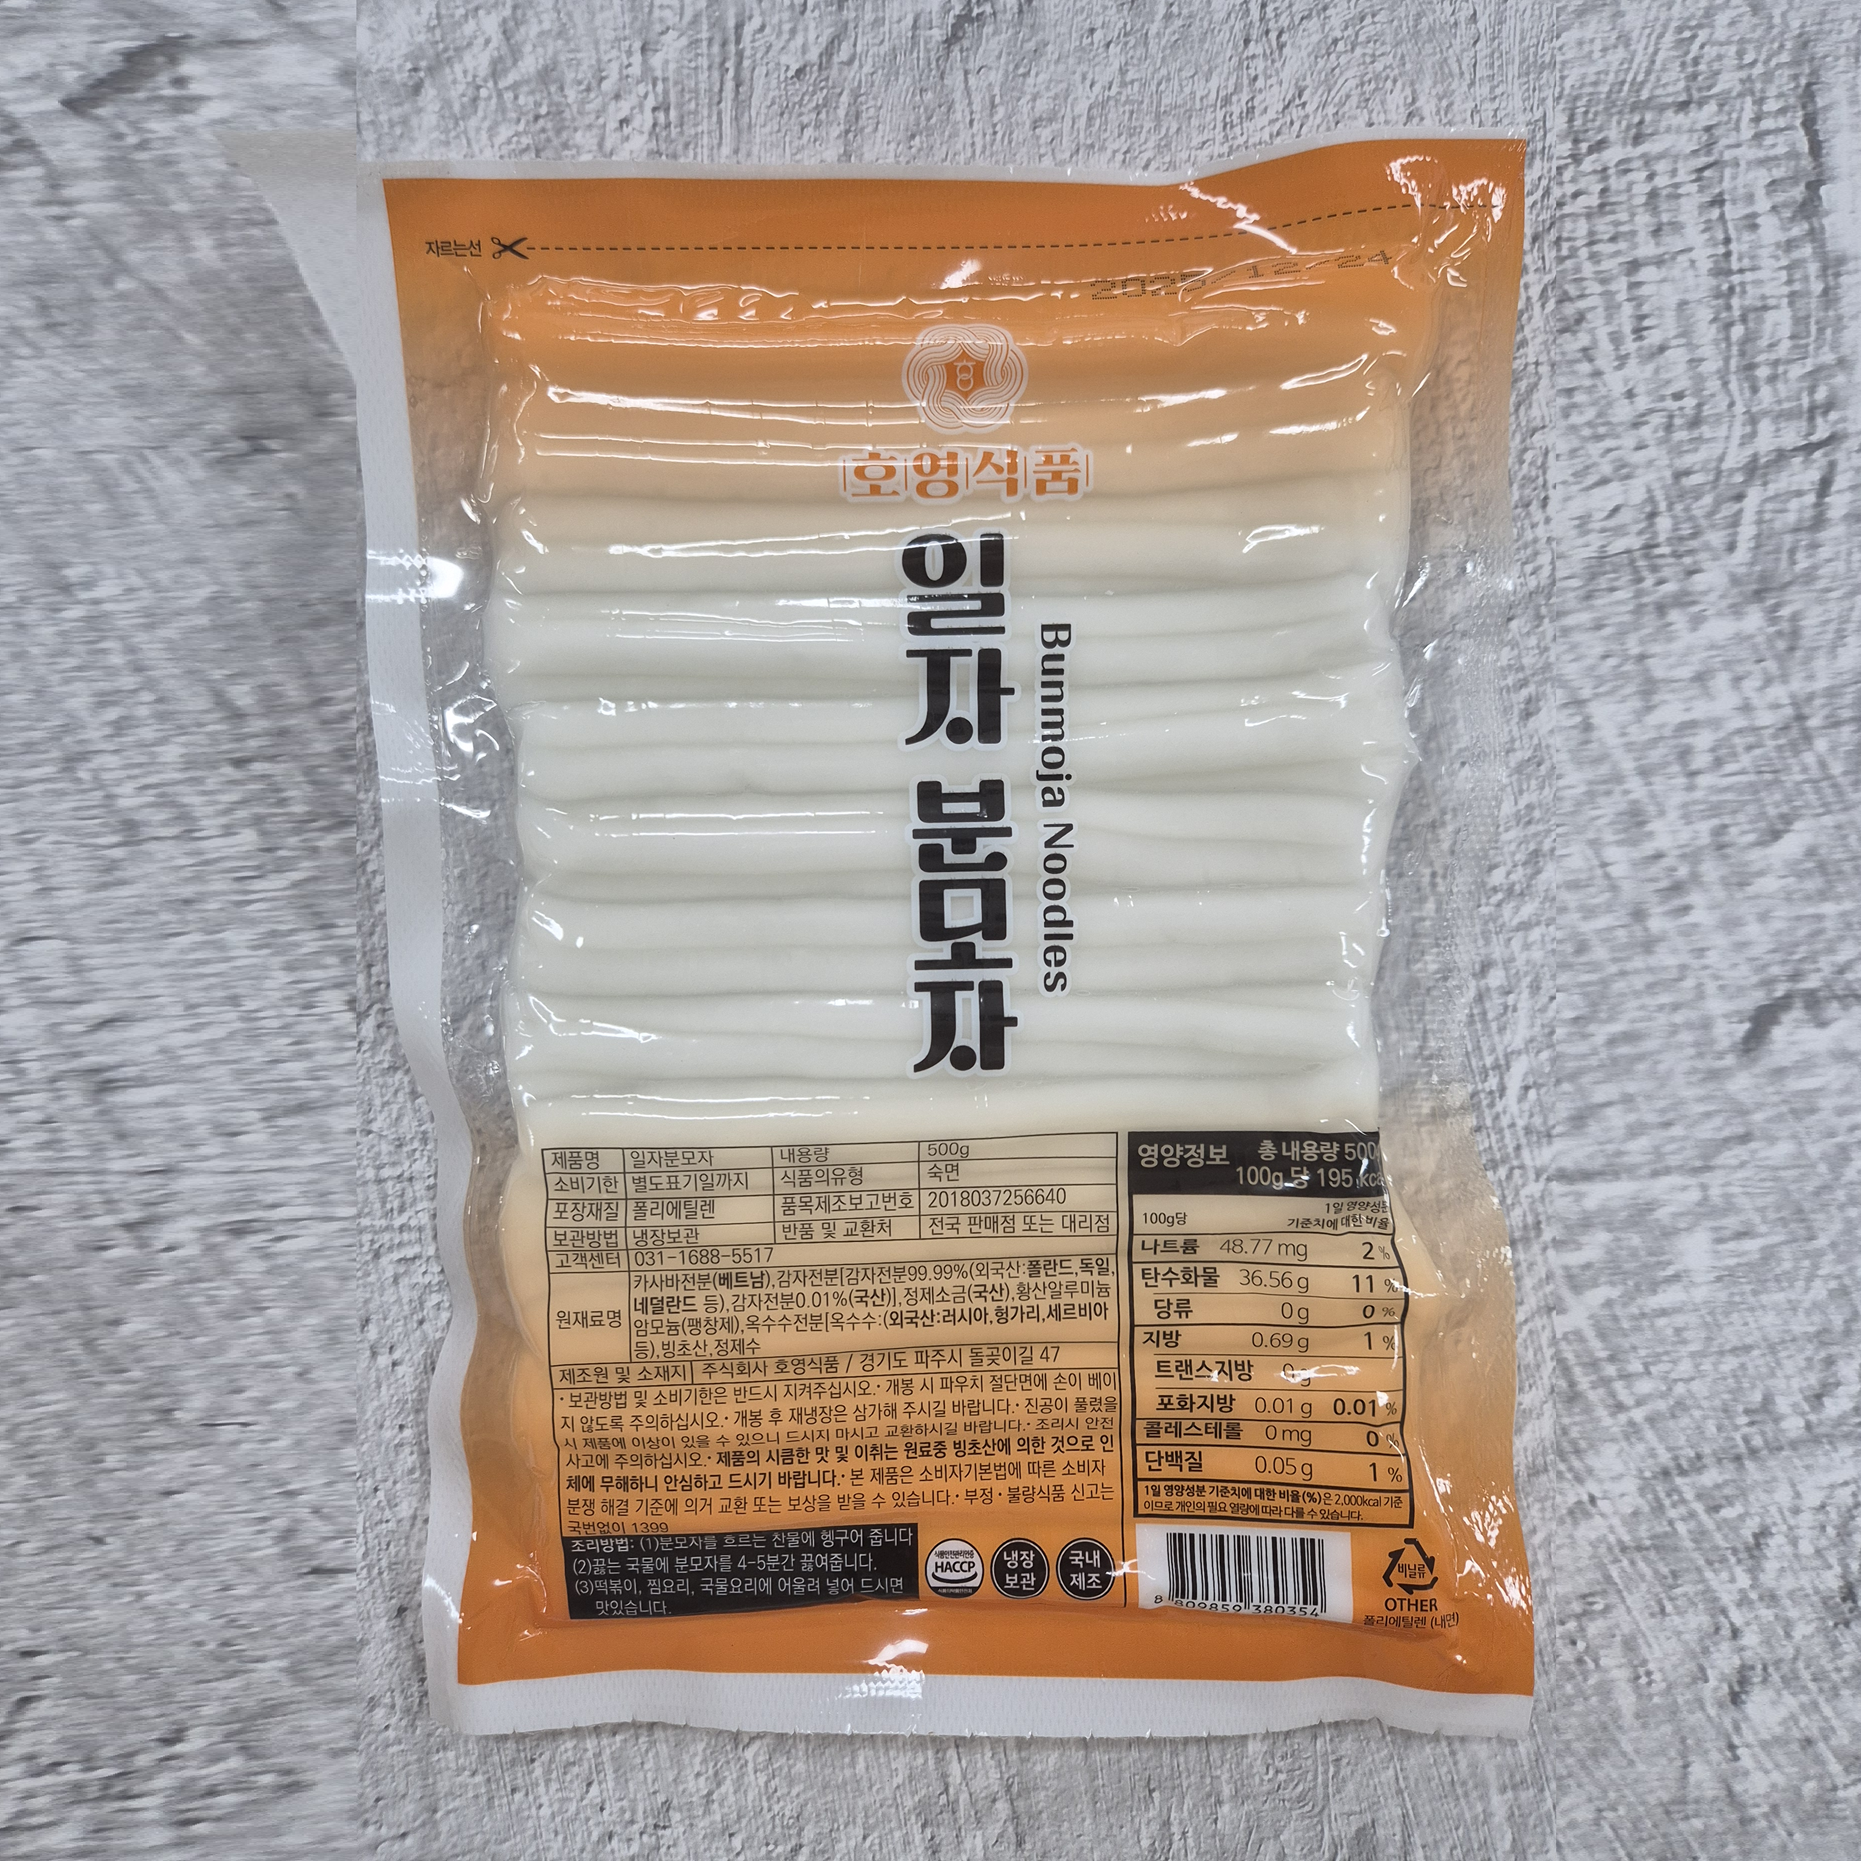 자르는선
2025/12/24
호영식품
일자 분모자
Bunmoja Noodles
제품명 일자분모자 내용량 500g
소비기한 별도표기일까지 식품의유형 숙면
포장재질 폴리에틸렌 품목제조보고번호 2018037256640
보관방법 냉장보관 반품 및 교환처 전국 판매점 또는 대리점
고객센터 031-1688-5517
원재료명
카사바전분(베트남),감자전분[감자전분99.99%(외국산:폴란드,독일,
네덜란드 등),감자전분0.01%(국산)],정제소금(국산),황산알루미늄
암모늄(팽창제),옥수수전분[옥수수:(외국산:러시아,헝가리,세르비아
등),빙초산,정제수
제조원 및 소재지 주식회사 호영식품 / 경기도 파주시 돌곶이길 47
· 보관방법 및 소비기한은 반드시 지켜주십시오.· 개봉 시 파우치 절단면에 손이 베이
지 않도록 주의하십시오.· 개봉 후 재냉장은 삼가해 주시길 바랍니다.· 진공이 풀렸을
시 제품에 이상이 있을 수 있으니 드시지 마시고 교환하시길 바랍니다.· 조리시 안전
사고에 주의하십시오.· 제품의 시큼한 맛 및 이취는 원료중 빙초산에 의한 것으로 인
체에 무해하니 안심하고 드시기 바랍니다.· 본 제품은 소비자기본법에 따른 소비자
분쟁 해결 기준에 의거 교환 또는 보상을 받을 수 있습니다.· 부정·불량식품 신고는
국번없이 1399
조리방법: (1)분모자를 흐르는 찬물에 헹구어 줍니다
(2)끓는 국물에 분모자를 4-5분간 끓여줍니다.
(3)떡볶이, 찜요리, 국물요리에 어울려 넣어 드시면
맛있습니다.
HACCP
냉장
보관
국내
제조
영양정보 총 내용량 500
100g 당 195 kca
100g당 1일 영양성분
기준치에 대한 비율
나트륨 48.77 mg 2 %
탄수화물 36.56 g 11 %
당류 0 g 0 %
지방 0.69 g 1 %
트랜스지방 0 g
포화지방 0.01 g 0.01 %
콜레스테롤 0 mg 0 %
단백질 0.05 g 1 %
1일 영양성분 기준치에 대한 비율(%)은 2,000kcal 기준
이므로 개인의 필요 열량에 따라 다를 수 있습니다.
8 809859 380354
비닐류
OTHER
폴리에틸렌 (내면)